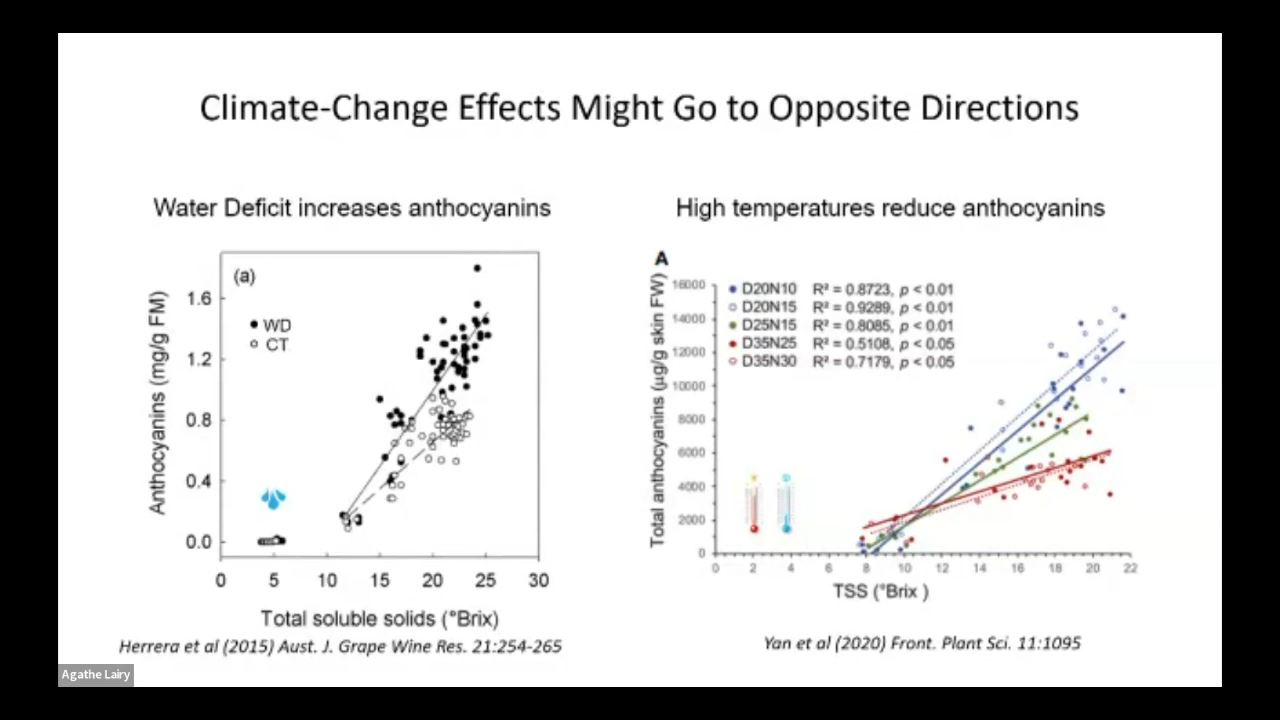 Climate-Change Effects Might Go to Opposite Directions
Water Deficit increases anthocyanins
(a)
WD
CT
Anthocyanins (mg/g FM)
1.6
1.2
0.8
0.4
0.0
0 5 10 15 20 25 30
Total soluble solids (°Brix)
Herrera et al (2015) Aust. J. Grape Wine Res. 21:254-265
High temperatures reduce anthocyanins
A
D20N10 R² = 0.8723, p < 0.01
D20N15 R² = 0.9289, p < 0.01
D25N15 R² = 0.8085, p < 0.01
D35N25 R² = 0.5108, p < 0.05
D35N30 R² = 0.7179, p < 0.05
Total anthocyanins (µg/g skin FW)
16000
14000
12000
10000
8000
6000
4000
2000
0
0 2 4 6 8 10 12 14 16 18 20 22
TSS (°Brix )
Yan et al (2020) Front. Plant Sci. 11:1095
Agathe Lairy